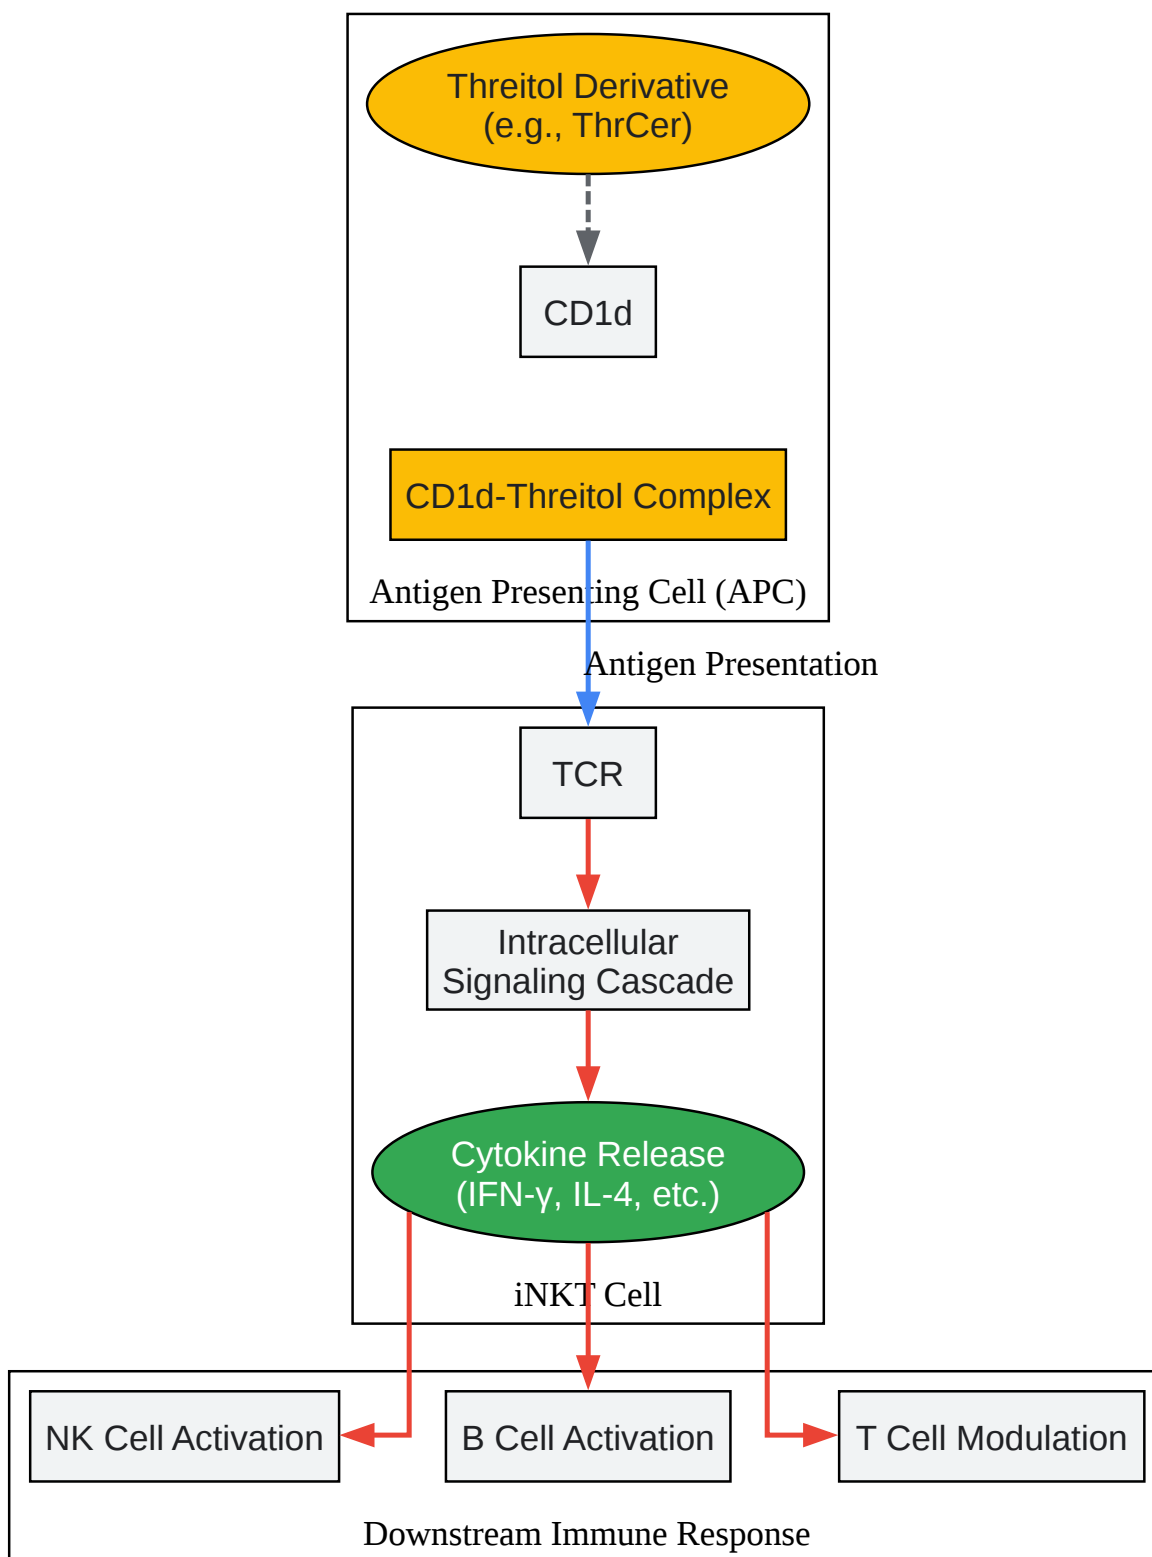 Threitol Derivative
(e.g., ThrCer)
CD1d
CD1d-Threitol Complex
Antigen Presenting Cell (APC)
Antigen Presentation
TCR
Intracellular
Signaling Cascade
Cytokine Release
(IFN-γ, IL-4, etc.)
iNKT Cell
NK Cell Activation
B Cell Activation
T Cell Modulation
Downstream Immune Response